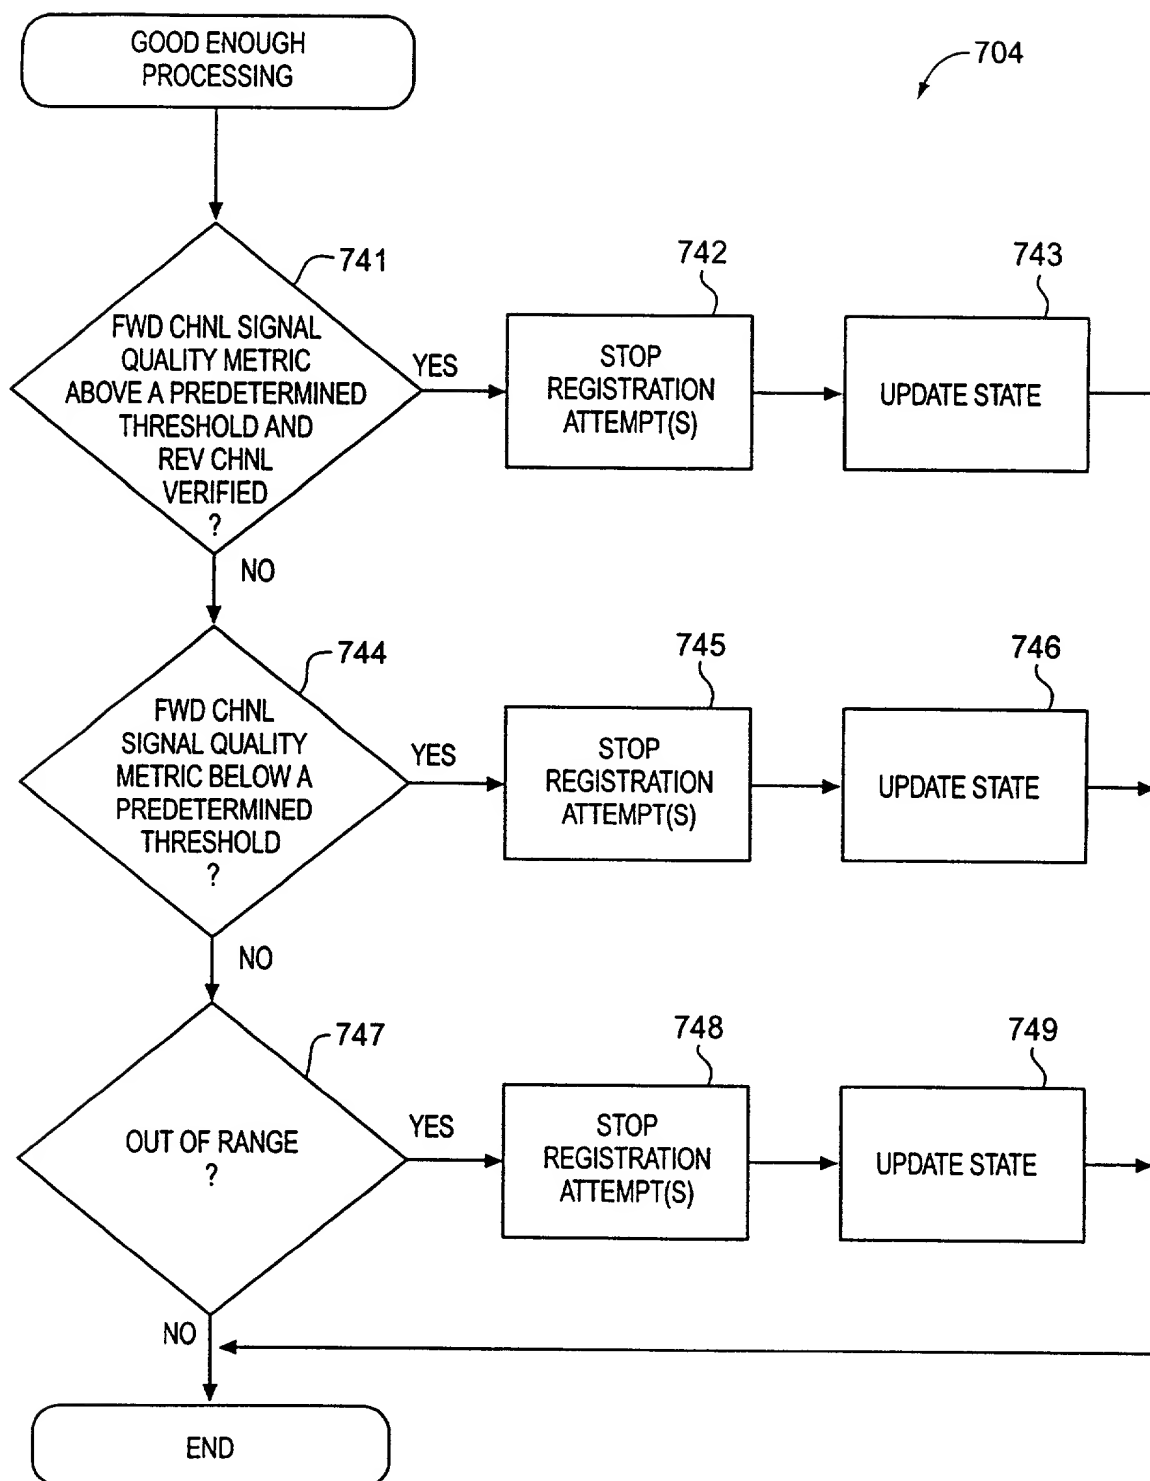 GOOD ENOUGH
PROCESSING
704
741
FWD CHNL SIGNAL
QUALITY METRIC
ABOVE A PREDETERMINED
THRESHOLD AND
REV CHNL
VERIFIED
?
YES
742
STOP
REGISTRATION
ATTEMPT(S)
743
UPDATE STATE
NO
744
FWD CHNL
SIGNAL QUALITY
METRIC BELOW A
PREDETERMINED
THRESHOLD
?
YES
745
STOP
REGISTRATION
ATTEMPT(S)
746
UPDATE STATE
NO
747
OUT OF RANGE
?
YES
748
STOP
REGISTRATION
ATTEMPT(S)
749
UPDATE STATE
NO
END